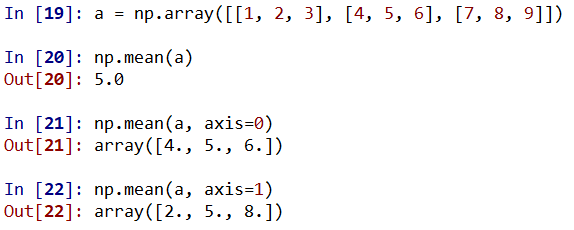 In [19]: a = np.array([[1, 2, 3], [4, 5, 6], [7, 8, 9]])
In [20]: np.mean(a)
Out[20]: 5.0
In [21]: np.mean(a, axis=0)
Out[21]: array([4., 5., 6.])
In [22]: np.mean(a, axis=1)
Out[22]: array([2., 5., 8.])